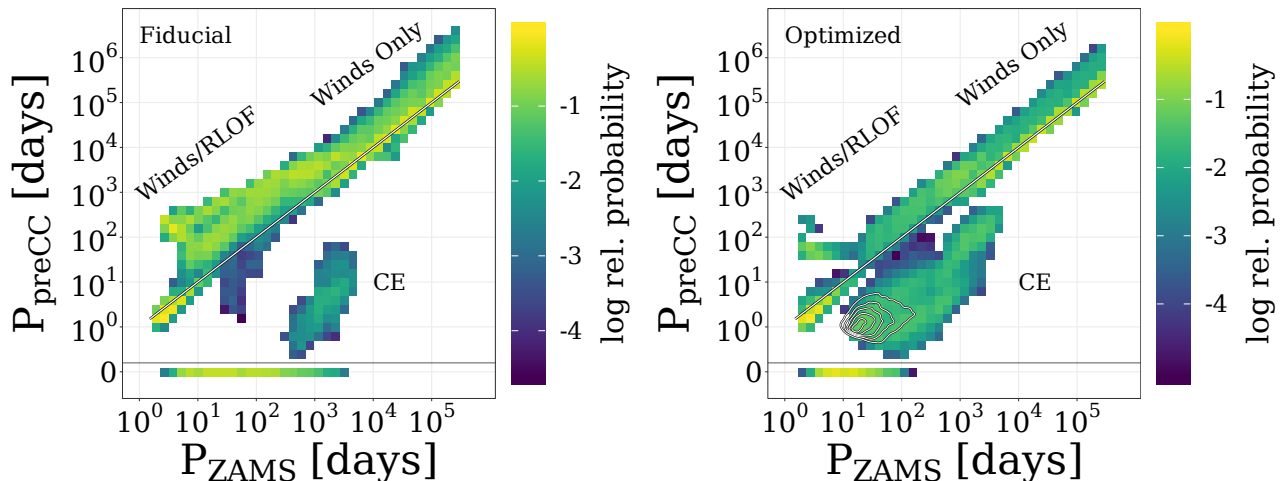 Fiducial
Winds Only
Winds/RLOF
CE
10^6
10^5
10^4
10^3
10^2
10^1
10^0
0
P_preCC [days]
10^0 10^1 10^2 10^3 10^4 10^5
P_ZAMS [days]
-1
-2
-3
-4
log rel. probability
Optimized
Winds Only
Winds/RLOF
CE
10^6
10^5
10^4
10^3
10^2
10^1
10^0
0
P_preCC [days]
10^0 10^1 10^2 10^3 10^4 10^5
P_ZAMS [days]
-1
-2
-3
-4
log rel. probability